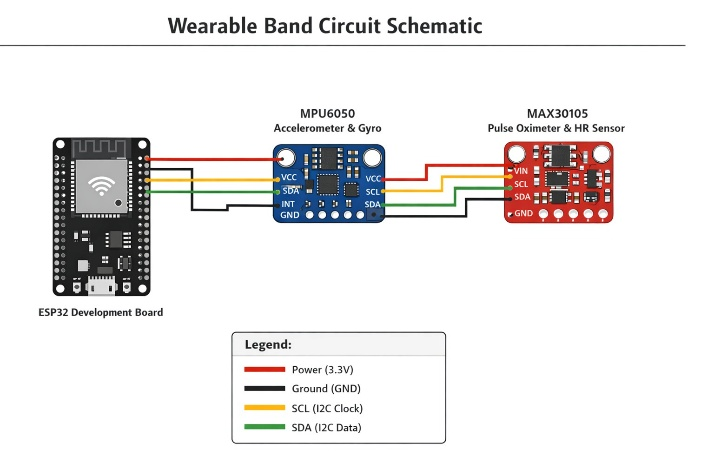 Wearable Band Circuit Schematic
MPU6050
Accelerometer & Gyro
MAX30105
Pulse Oximeter & HR Sensor
VCC
SDA
INT
GND
VCC
SCL
SDA
VIN
SCL
SDA
GND
ESP32 Development Board
Legend:
Power (3.3V)
Ground (GND)
SCL (I2C Clock)
SDA (I2C Data)